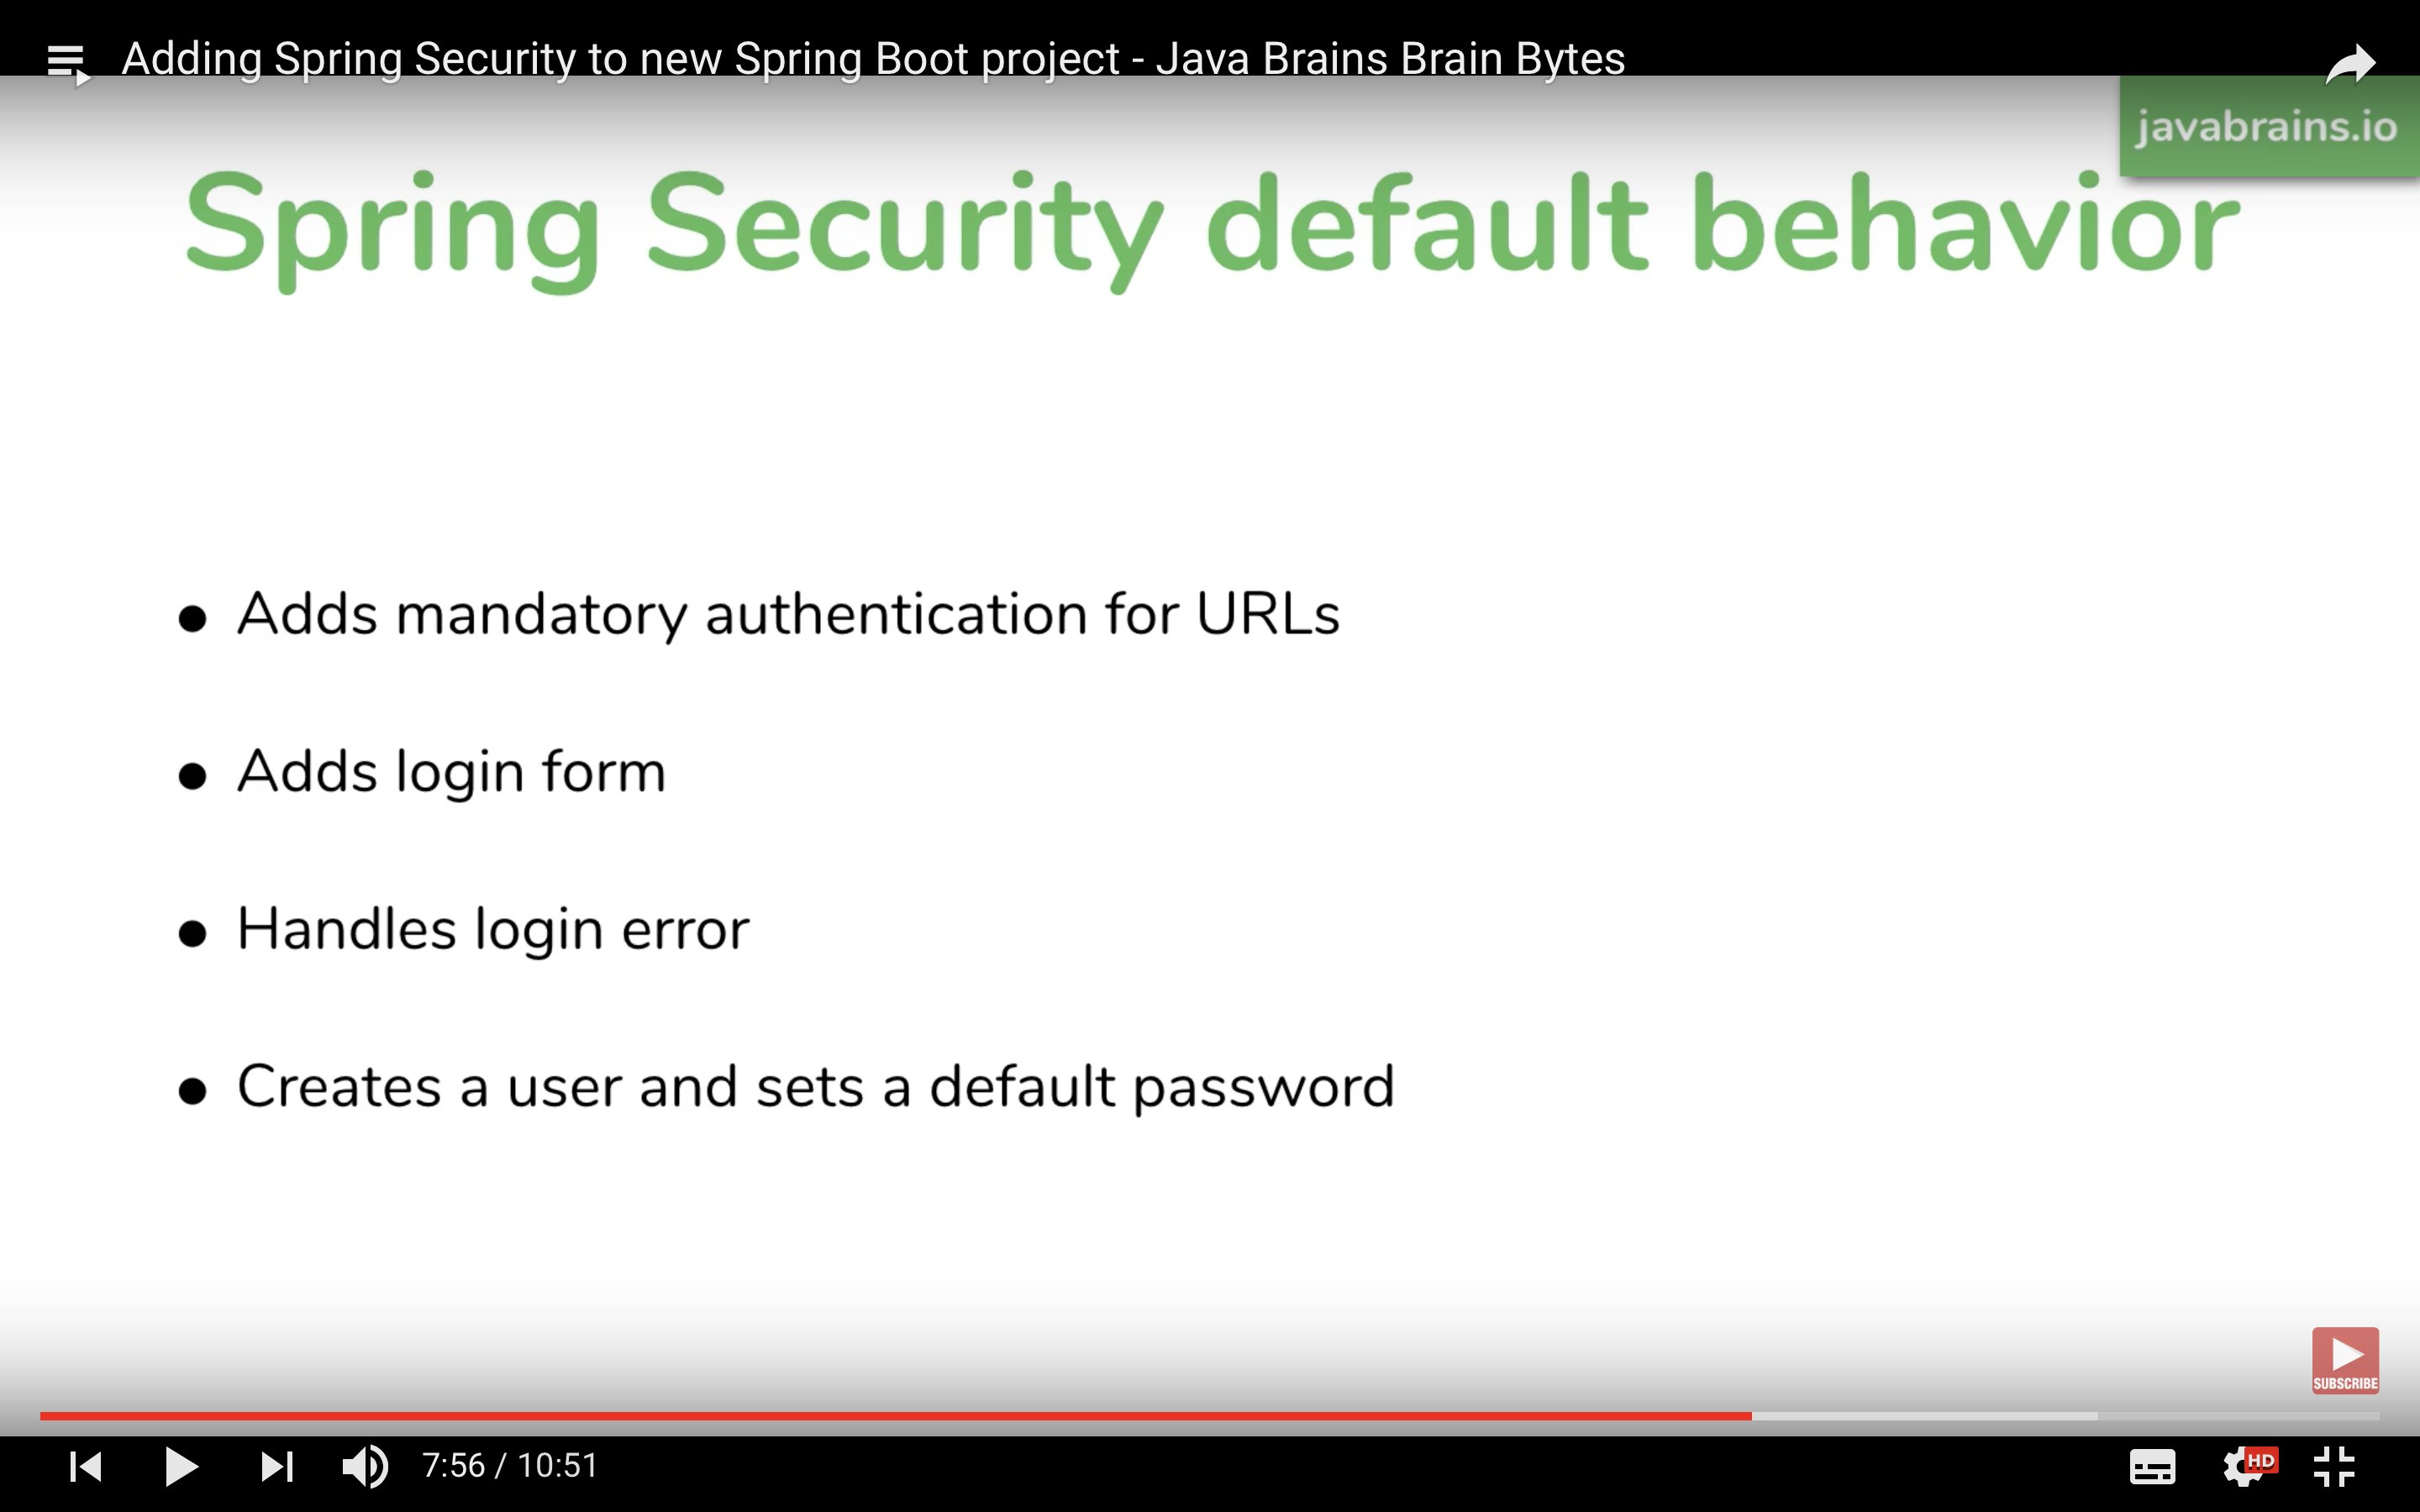 Adding Spring Security to new Spring Boot project - Java Brains Brain Bytes
javabrains.io
Spring Security default behavior
● Adds mandatory authentication for URLs
● Adds login form
● Handles login error
● Creates a user and sets a default password
SUBSCRIBE
7:56 / 10:51
HD